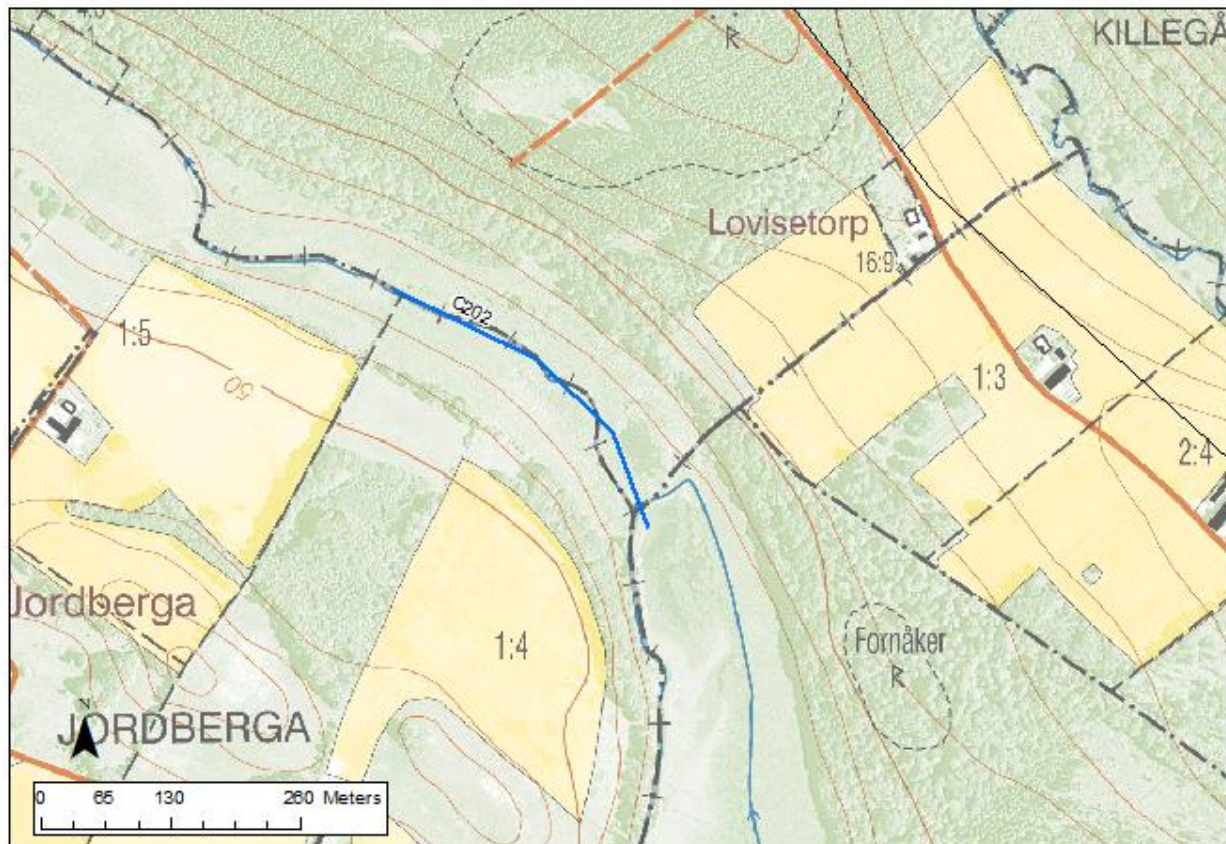 KILLEGÅ
R
Lovisetorp
16:9
C202
1:5
50
1:3
2:4
Jordberga
1:4
Fornåker
R
N
JORDBERGA
0 65 130 260 Meters